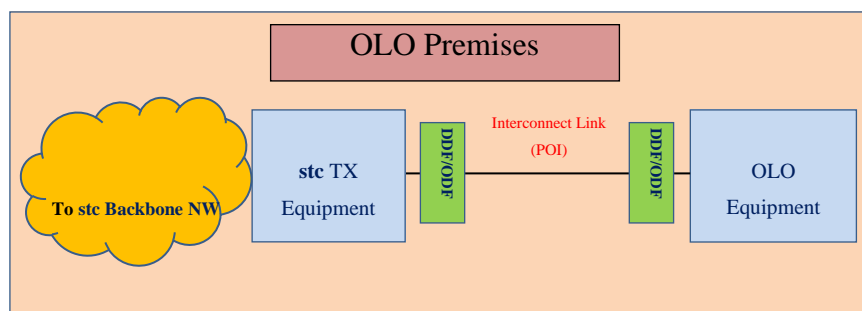 OLO Premises
To stc Backbone NW
stc TX
Equipment
DDF/ODF
Interconnect Link
(POI)
DDF/ODF
OLO
Equipment